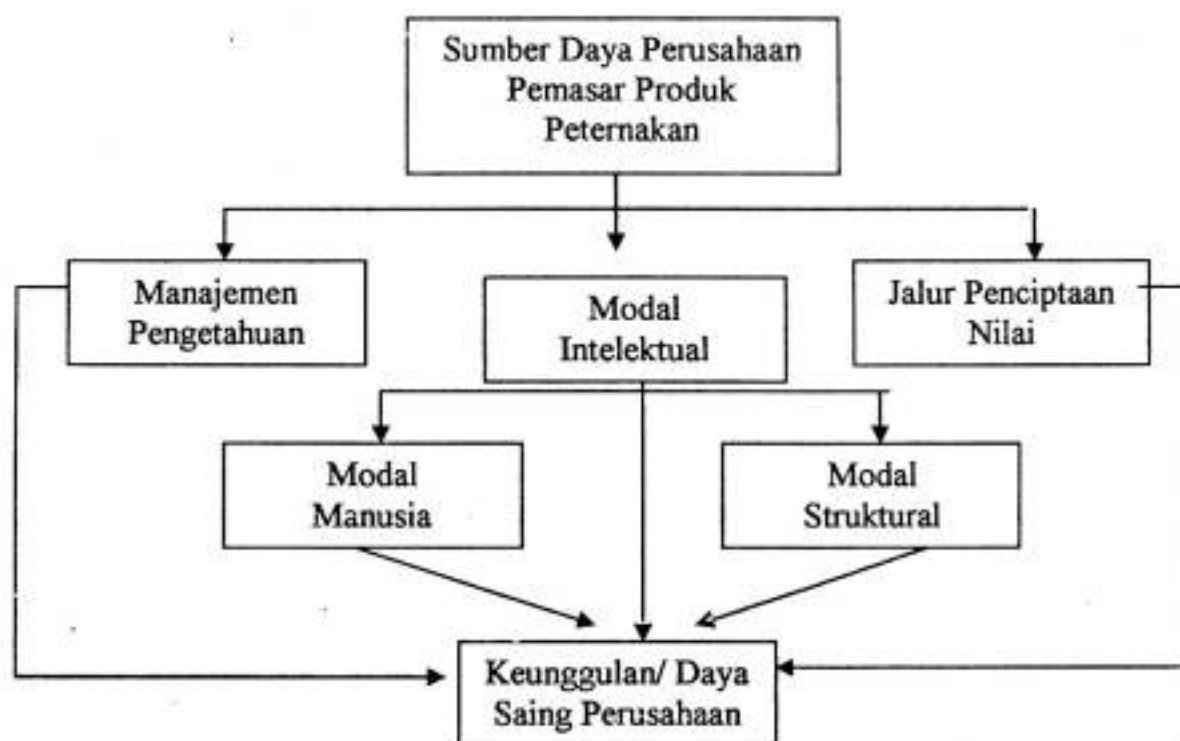 Sumber Daya Perusahaan
Pemasar Produk
Peternakan
Manajemen
Pengetahuan
Modal
Intelektual
Jalur Penciptaan
Nilai
Modal
Manusia
Modal
Struktural
Keunggulan/ Daya
Saing Perusahaan